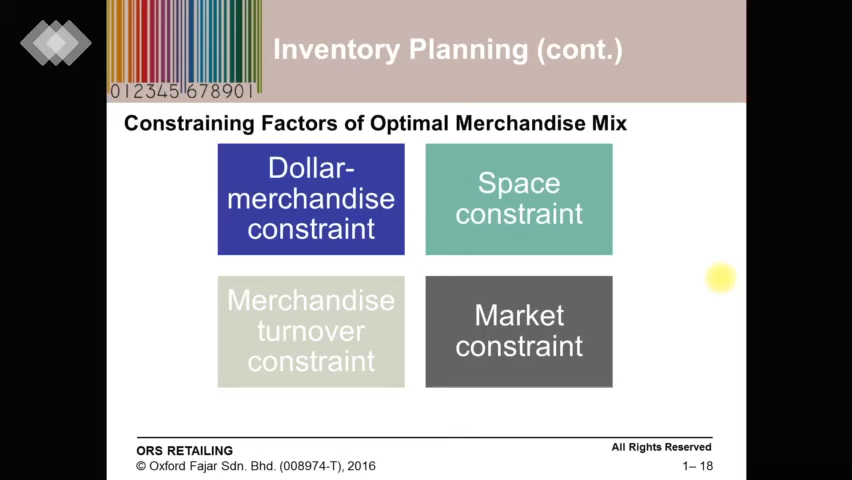 Inventory Planning (cont.)
012345 678901
Constraining Factors of Optimal Merchandise Mix
Dollar-
merchandise
constraint
Space
constraint
Merchandise
turnover
constraint
Market
constraint
ORS RETAILING
All Rights Reserved
© Oxford Fajar Sdn. Bhd. (008974-T), 2016
1– 18